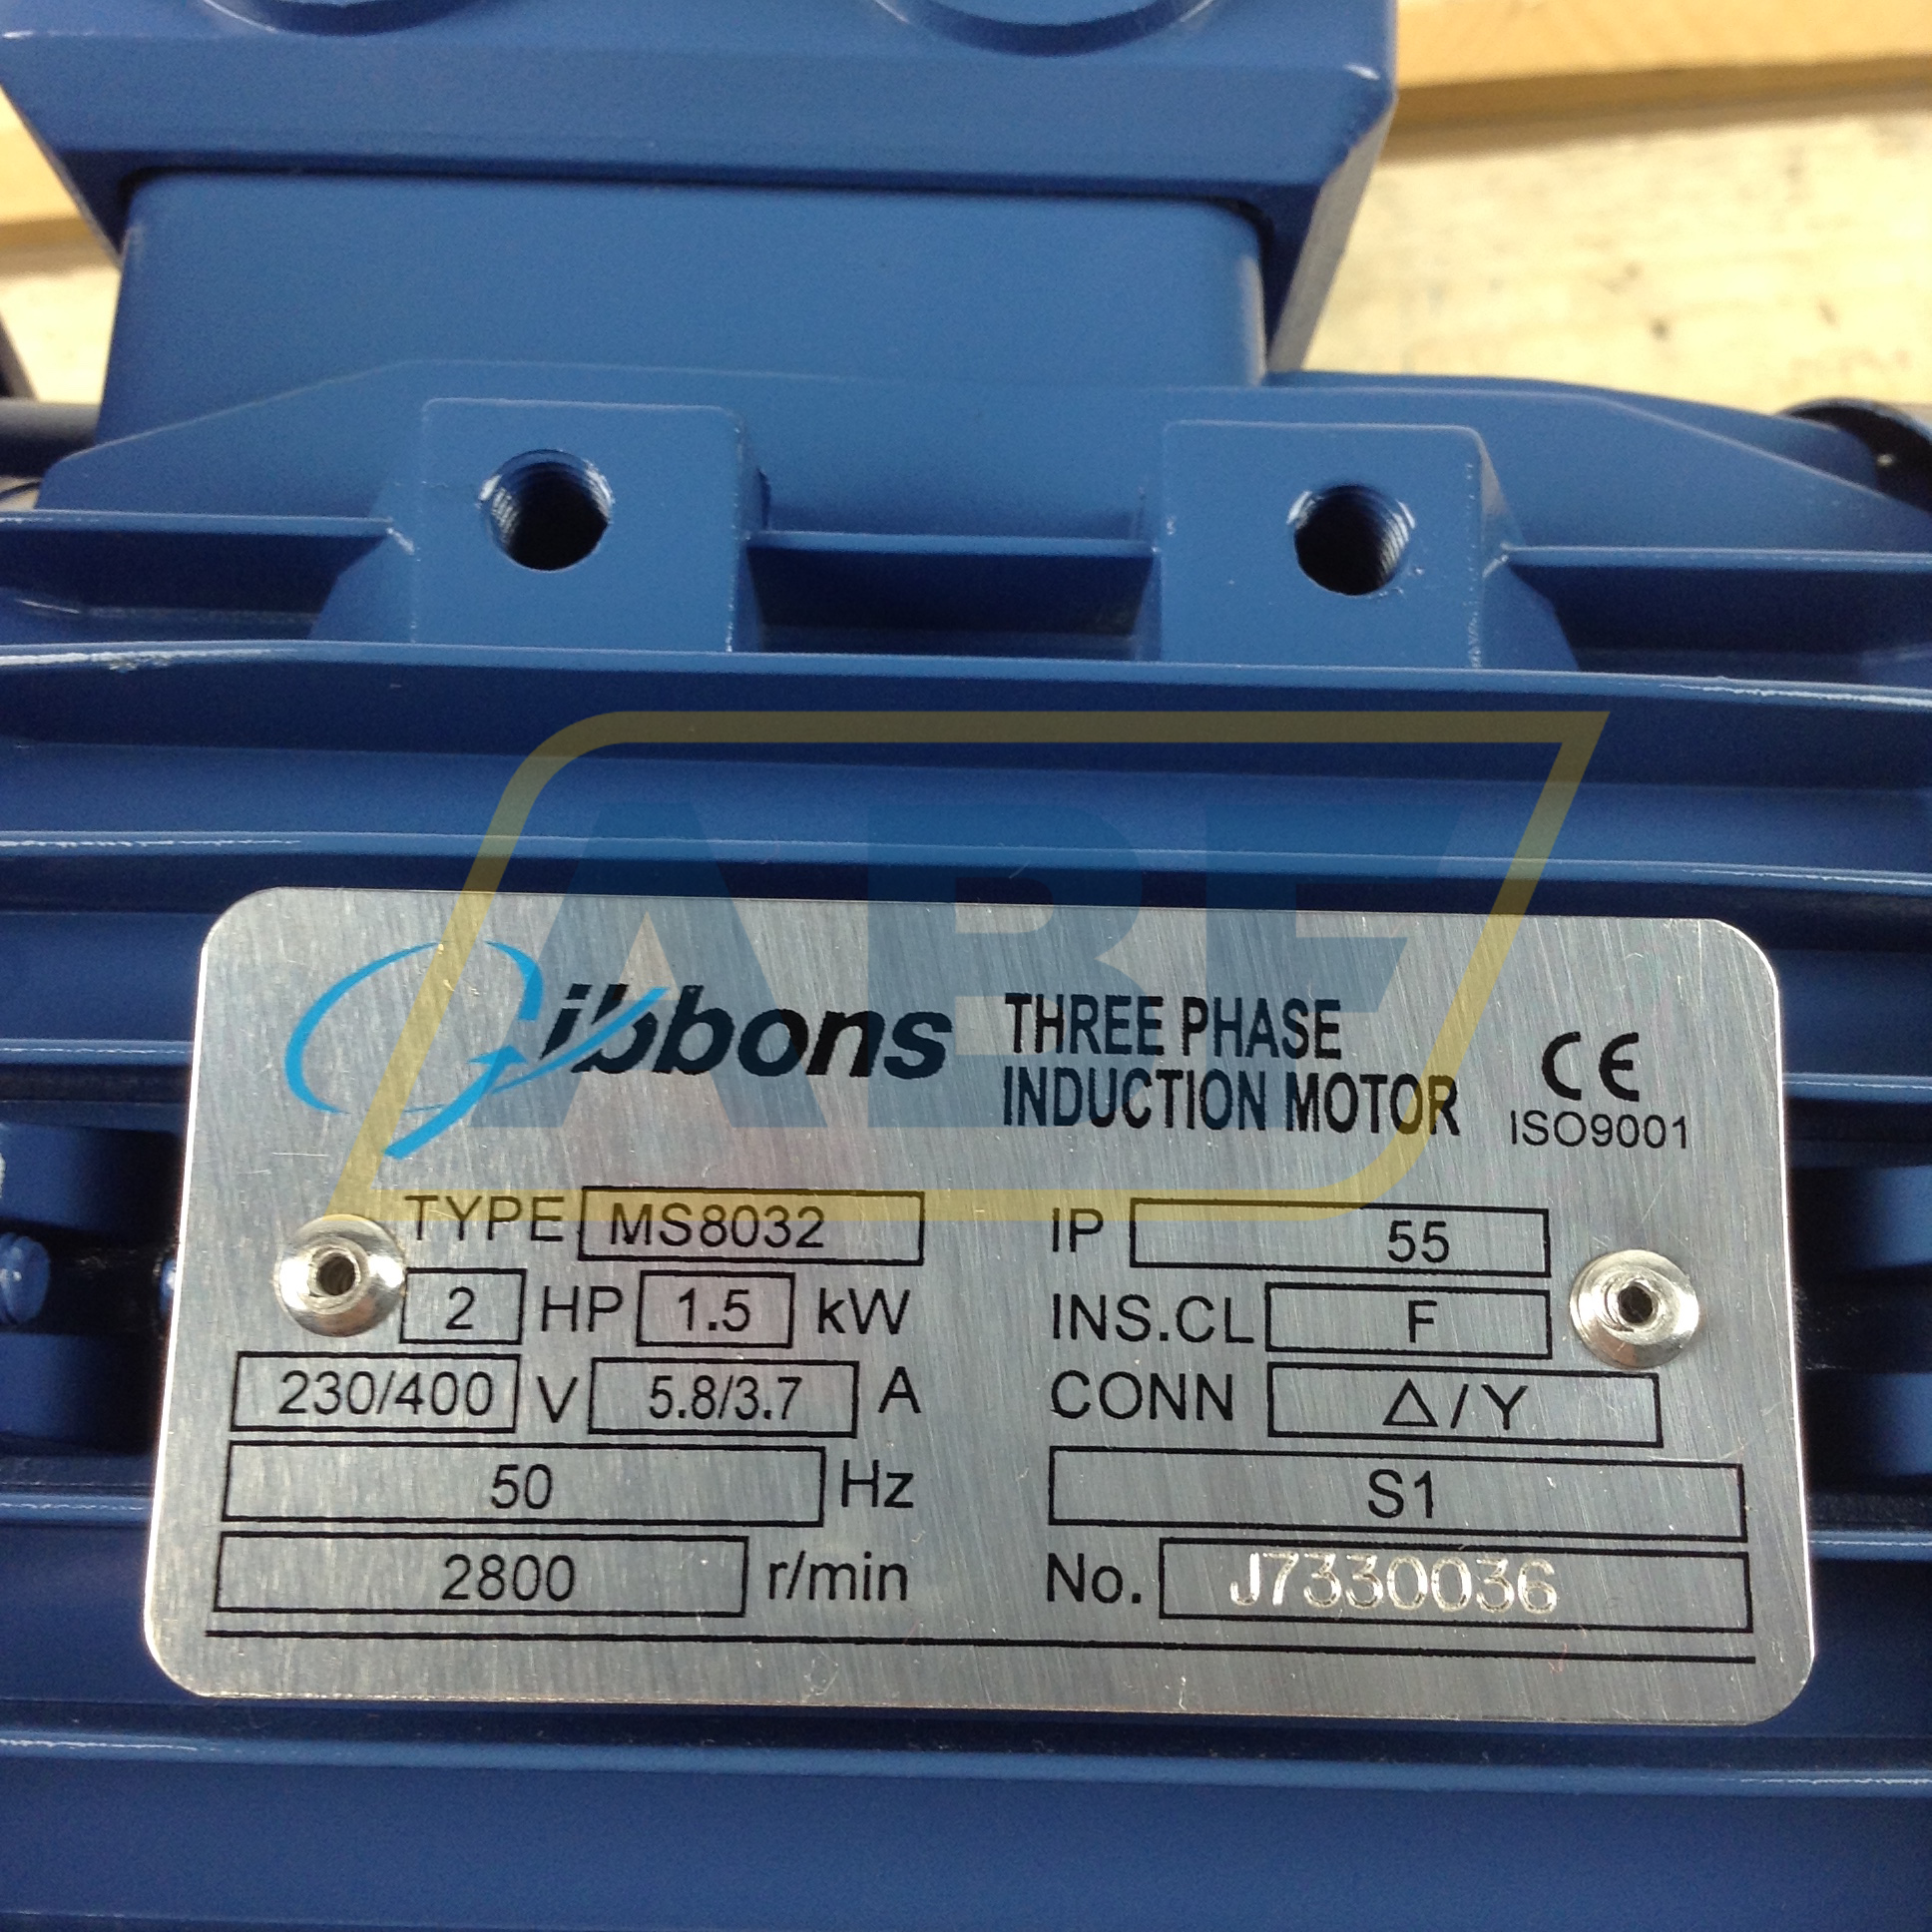 ABE
Gibbons THREE PHASE
INDUCTION MOTOR CE
ISO9001
TYPE MS8032 IP 55
2 HP 1.5 kW INS.CL F
230/400 V 5.8/3.7 A CONN Δ/Y
50 Hz S1
2800 r/min No. J7330036